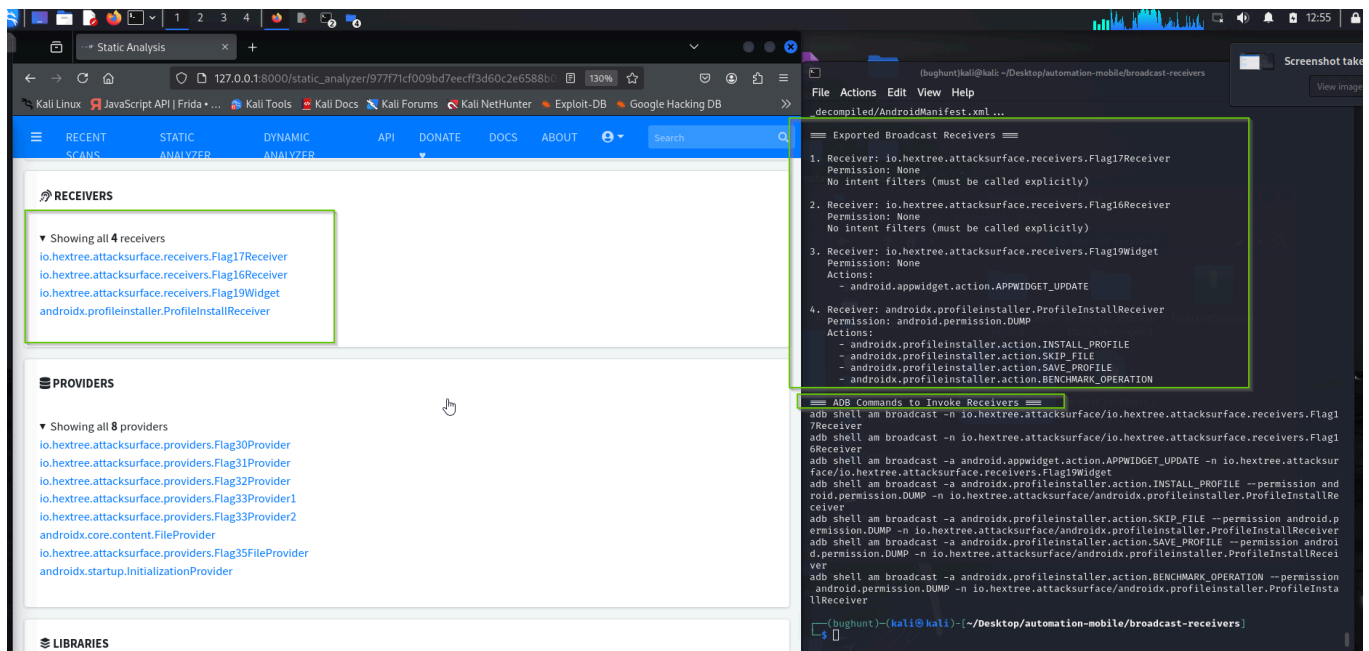 1 2 3 4
12:55
Static Analysis × +
Screenshot take
View image
127.0.0.1:8000/static_analyzer/977f71cf009bd7eecff3d60c2e6588b0 130%
Kali Linux JavaScript API | Frida • … Kali Tools Kali Docs Kali Forums Kali NetHunter Exploit-DB Google Hacking DB »
RECENT SCANS STATIC ANALYZER DYNAMIC ANALYZER API DONATE ♥ DOCS ABOUT Search
RECEIVERS
▼ Showing all 4 receivers
io.hextree.attacksurface.receivers.Flag17Receiver
io.hextree.attacksurface.receivers.Flag16Receiver
io.hextree.attacksurface.receivers.Flag19Widget
androidx.profileinstaller.ProfileInstallReceiver
PROVIDERS
▼ Showing all 8 providers
io.hextree.attacksurface.providers.Flag30Provider
io.hextree.attacksurface.providers.Flag31Provider
io.hextree.attacksurface.providers.Flag32Provider
io.hextree.attacksurface.providers.Flag33Provider1
io.hextree.attacksurface.providers.Flag33Provider2
androidx.core.content.FileProvider
io.hextree.attacksurface.providers.Flag35FileProvider
androidx.startup.InitializationProvider
LIBRARIES
(bughunt)kali@kali: ~/Desktop/automation-mobile/broadcast-receivers
File Actions Edit View Help
_decompiled/AndroidManifest.xml ...
=== Exported Broadcast Receivers ===
1. Receiver: io.hextree.attacksurface.receivers.Flag17Receiver
Permission: None
No intent filters (must be called explicitly)
2. Receiver: io.hextree.attacksurface.receivers.Flag16Receiver
Permission: None
No intent filters (must be called explicitly)
3. Receiver: io.hextree.attacksurface.receivers.Flag19Widget
Permission: None
Actions:
- android.appwidget.action.APPWIDGET_UPDATE
4. Receiver: androidx.profileinstaller.ProfileInstallReceiver
Permission: android.permission.DUMP
Actions:
- androidx.profileinstaller.action.INSTALL_PROFILE
- androidx.profileinstaller.action.SKIP_FILE
- androidx.profileinstaller.action.SAVE_PROFILE
- androidx.profileinstaller.action.BENCHMARK_OPERATION
=== ADB Commands to Invoke Receivers ===
adb shell am broadcast -n io.hextree.attacksurface/io.hextree.attacksurface.receivers.Flag1
7Receiver
adb shell am broadcast -n io.hextree.attacksurface/io.hextree.attacksurface.receivers.Flag1
6Receiver
adb shell am broadcast -a android.appwidget.action.APPWIDGET_UPDATE -n io.hextree.attacksur
face/io.hextree.attacksurface.receivers.Flag19Widget
adb shell am broadcast -a androidx.profileinstaller.action.INSTALL_PROFILE --permission and
roid.permission.DUMP -n io.hextree.attacksurface/androidx.profileinstaller.ProfileInstallRe
ceiver
adb shell am broadcast -a androidx.profileinstaller.action.SKIP_FILE --permission android.p
ermission.DUMP -n io.hextree.attacksurface/androidx.profileinstaller.ProfileInstallReceiver
adb shell am broadcast -a androidx.profileinstaller.action.SAVE_PROFILE --permission androi
d.permission.DUMP -n io.hextree.attacksurface/androidx.profileinstaller.ProfileInstallRecei
ver
adb shell am broadcast -a androidx.profileinstaller.action.BENCHMARK_OPERATION --permission
android.permission.DUMP -n io.hextree.attacksurface/androidx.profileinstaller.ProfileInsta
llReceiver
┌──(bughunt)─(kali㉿kali)-[~/Desktop/automation-mobile/broadcast-receivers]
└─$